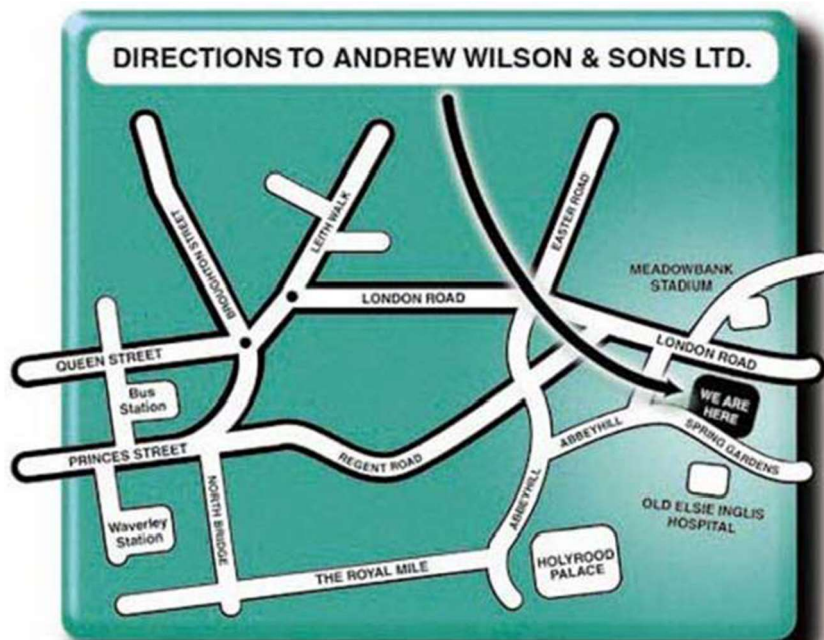 DIRECTIONS TO ANDREW WILSON & SONS LTD.
BROUGHTON STREET
LEITH WALK
EASTER ROAD
MEADOWBANK
STADIUM
LONDON ROAD
LONDON ROAD
QUEEN STREET
Bus
Station
WE ARE
HERE
PRINCES STREET
REGENT ROAD
ABBEYHILL
SPRING GARDENS
NORTH BRIDGE
ABBEYHILL
OLD ELSIE INGLIS
HOSPITAL
Waverley
Station
THE ROYAL MILE
HOLYROOD
PALACE